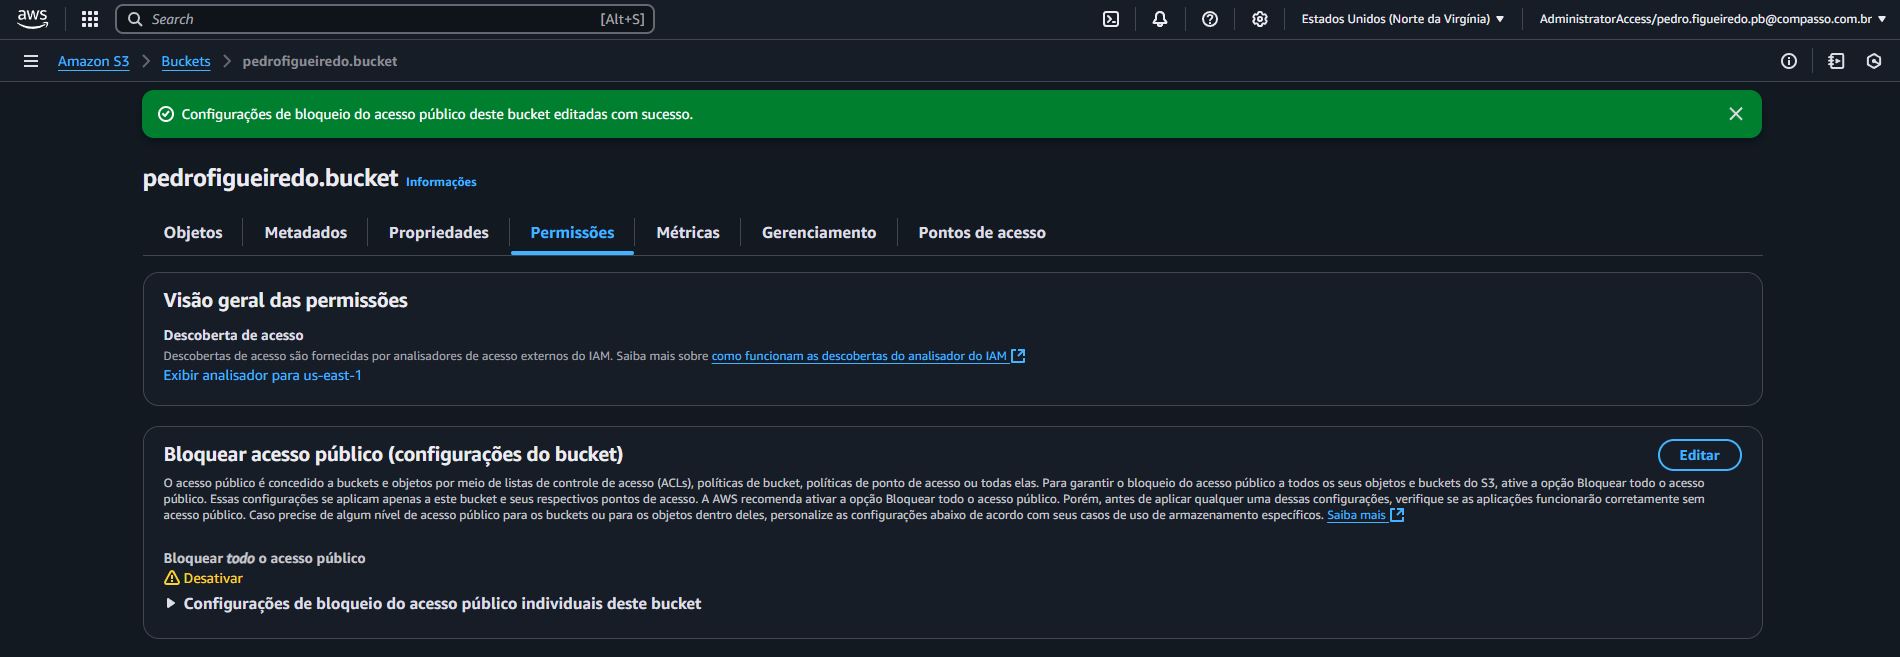 aws
Search [Alt+S]
Estados Unidos (Norte da Virgínia)
AdministratorAccess/pedro.figueiredo.pb@compasso.com.br
Amazon S3 > Buckets > pedrofigueiredo.bucket
Configurações de bloqueio do acesso público deste bucket editadas com sucesso.
pedrofigueiredo.bucket Informações
Objetos Metadados Propriedades Permissões Métricas Gerenciamento Pontos de acesso
Visão geral das permissões
Descoberta de acesso
Descobertas de acesso são fornecidas por analisadores de acesso externos do IAM. Saiba mais sobre como funcionam as descobertas do analisador do IAM
Exibir analisador para us-east-1
Bloquear acesso público (configurações do bucket)
Editar
O acesso público é concedido a buckets e objetos por meio de listas de controle de acesso (ACLs), políticas de bucket, políticas de ponto de acesso ou todas elas. Para garantir o bloqueio do acesso público a todos os seus objetos e buckets do S3, ative a opção Bloquear todo o acesso
público. Essas configurações se aplicam apenas a este bucket e seus respectivos pontos de acesso. A AWS recomenda ativar a opção Bloquear todo o acesso público. Porém, antes de aplicar qualquer uma dessas configurações, verifique se as aplicações funcionarão corretamente sem
acesso público. Caso precise de algum nível de acesso público para os buckets ou para os objetos dentro deles, personalize as configurações abaixo de acordo com seus casos de uso de armazenamento específicos. Saiba mais
Bloquear todo o acesso público
Desativar
Configurações de bloqueio do acesso público individuais deste bucket